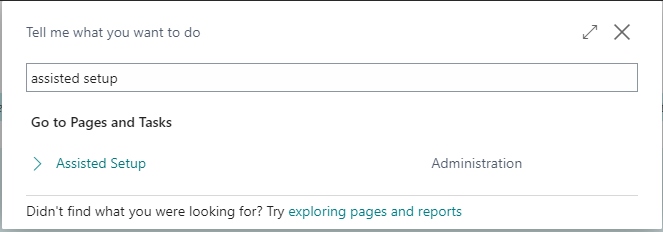 Tell me what you want to do
assisted setup
Go to Pages and Tasks
Assisted Setup Administration
Didn't find what you were looking for? Try exploring pages and reports